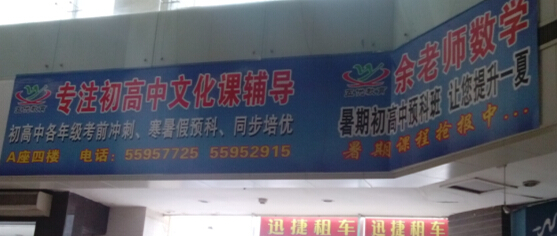 专注初高中文化课辅导
初高中各年级考前冲刺、寒暑假预科、同步培优
A座四楼 电话：55957725 55952915
余老师数学
暑期初高中预科班 让您提升一夏
暑期课程抢报中...
迅捷租车
迅捷租车